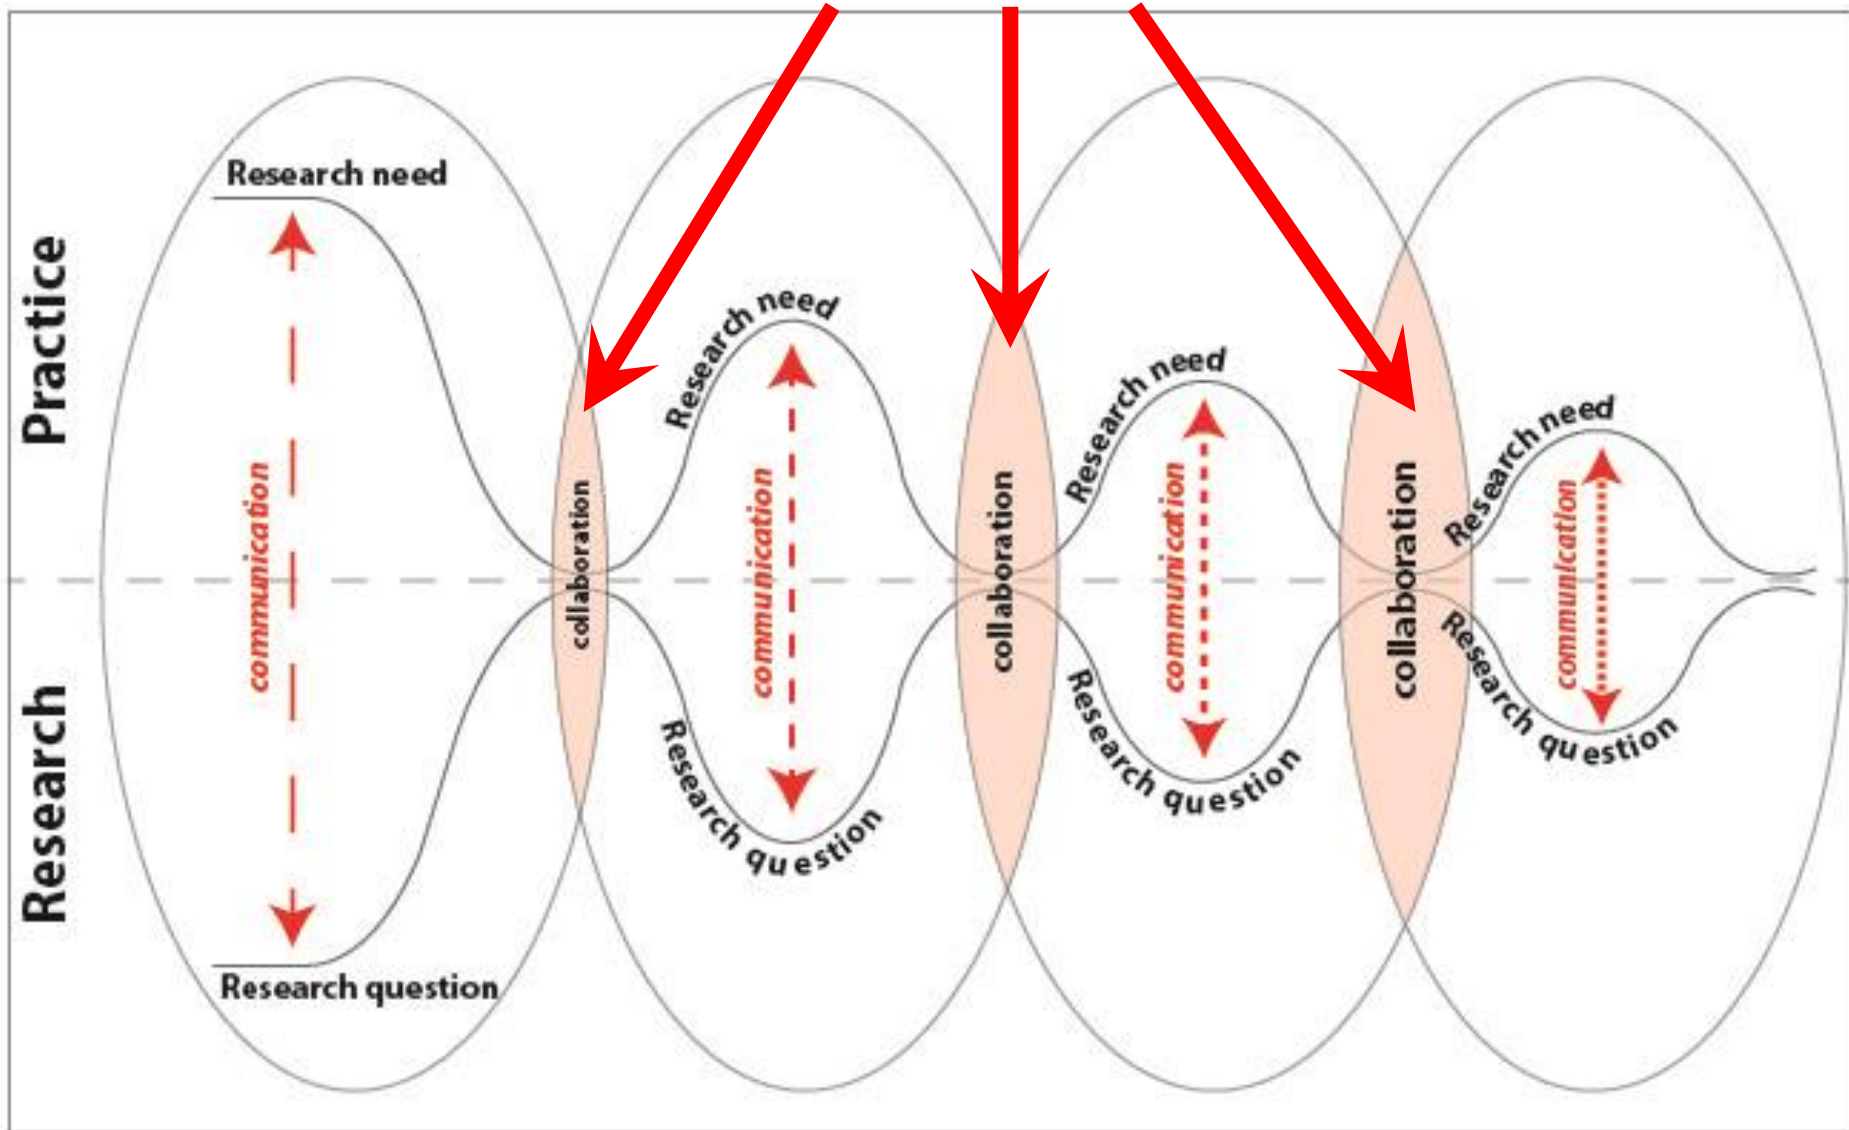 Practice
Research
Research need
communication
Research question
collaboration
Research need
communication
Research question
collaboration
Research need
communication
Research question
collaboration
Research need
communication
Research question